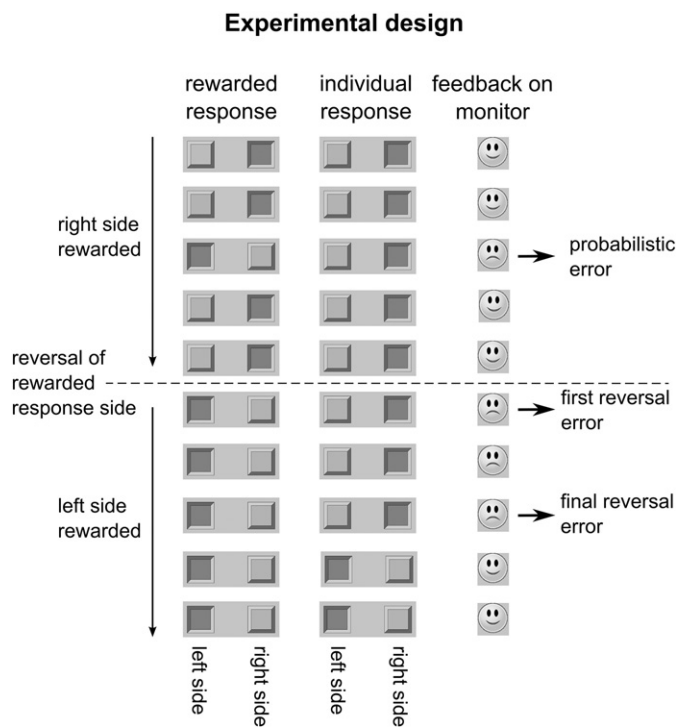 Experimental design
rewarded
response
individual
response
feedback on
monitor
right side
rewarded
probabilistic
error
reversal of
rewarded
response side
first reversal
error
left side
rewarded
final reversal
error
left side
right side
left side
right side